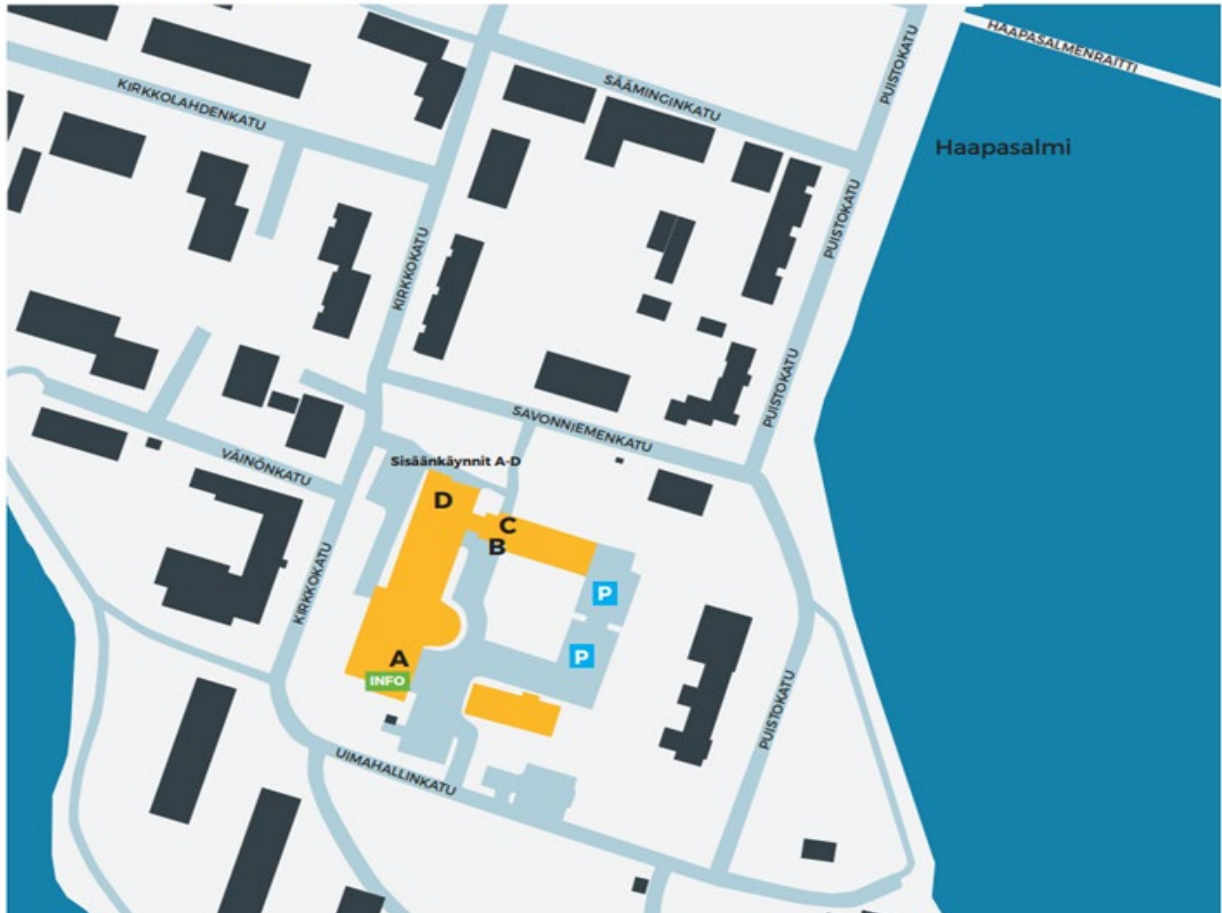 HAAPASALMENRAITTI
PUISTOKATU
SÄÄMINGINKATU
KIRKKOLAHDENKATU
Haapasalmi
PUISTOKATU
KIRKKOKATU
PUISTOKATU
SAVONNIEMENKATU
VÄINÖNKATU
Sisäänkäynnit A-D
D
C
B
KIRKKOKATU
P
P
A
INFO
PUISTOKATU
UIMAHALLINKATU